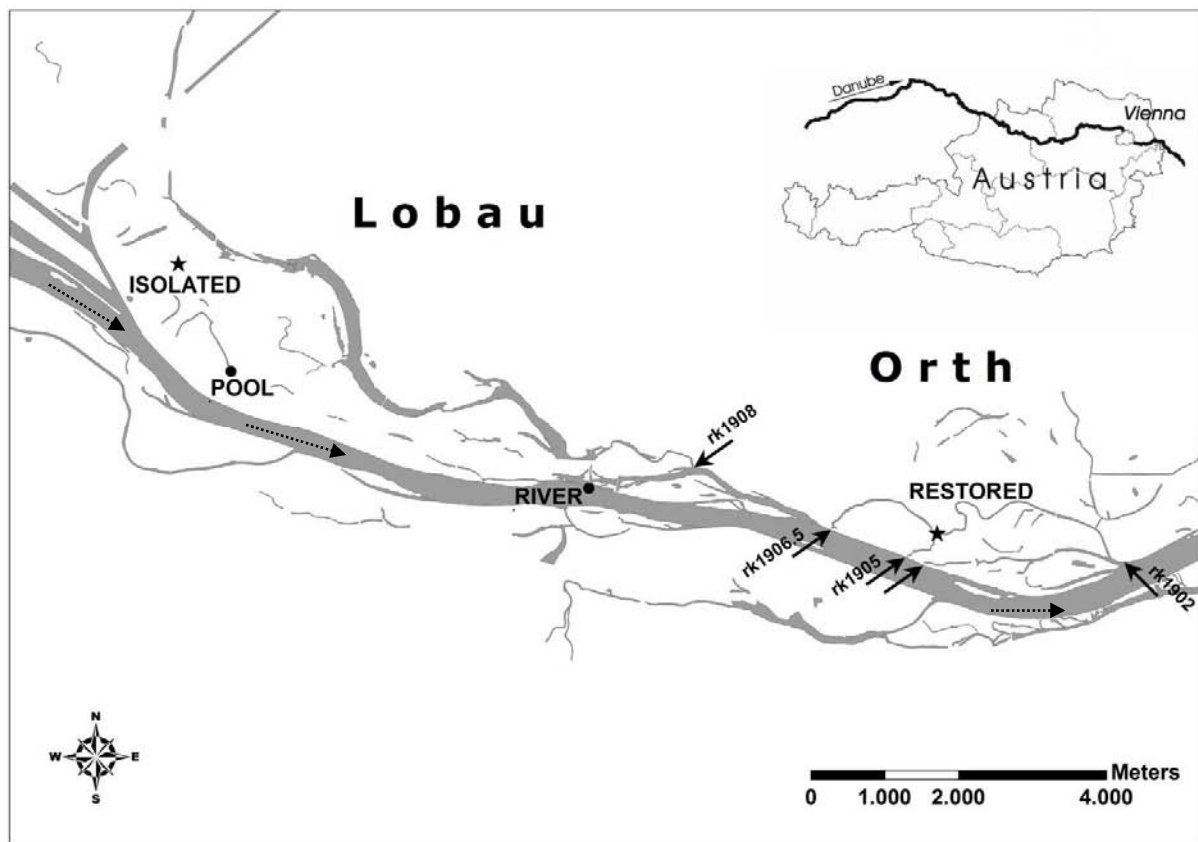 Danube
Vienna
Austria
Lobau
ISOLATED
POOL
Orth
rk1908
RIVER
RESTORED
rk1906.5
rk1905
rk1902
N
W E
S
Meters
0 1.000 2.000 4.000